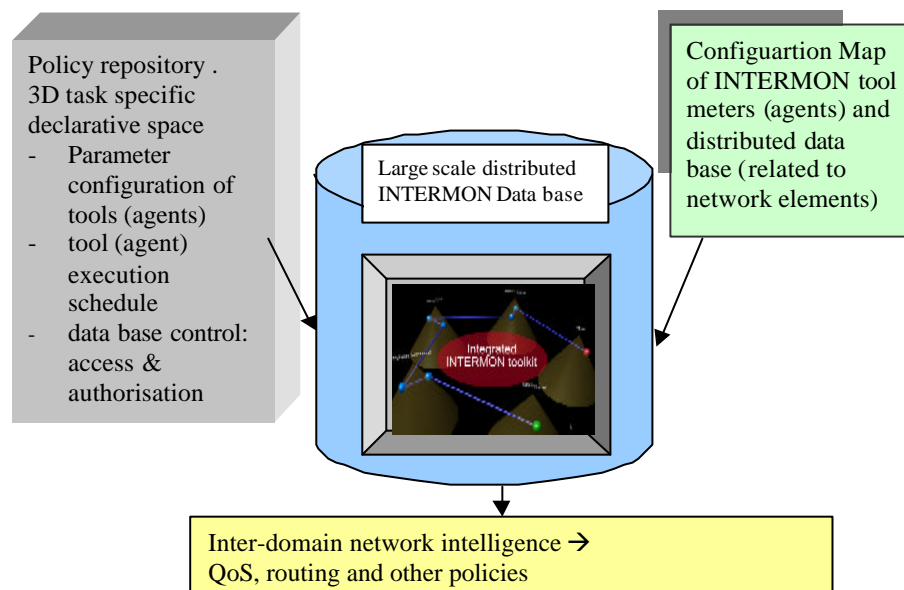 Policy repository .
3D task specific
declarative space
- Parameter
configuration of
tools (agents)
- tool (agent)
execution
schedule
- data base control:
access &
authorisation
Large scale distributed
INTERMON Data base
Integrated
INTERMON toolkit
Configuartion Map
of INTERMON tool
meters (agents) and
distributed data
base (related to
network elements)
Inter-domain network intelligence →
QoS, routing and other policies